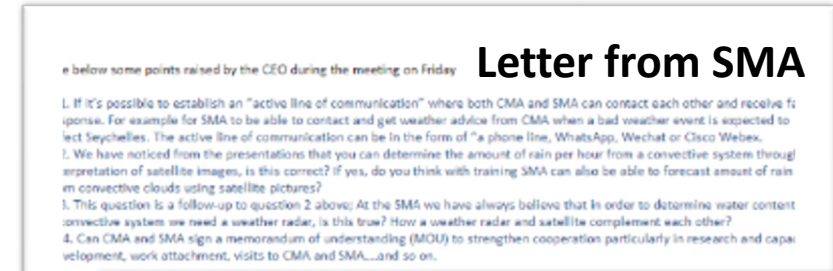 e below some points raised by the CEO during the meeting on Friday
Letter from SMA
1. If it's possible to establish an "active line of communication" where both CMA and SMA can contact each other and receive fa
sponse. For example for SMA to be able to contact and get weather advice from CMA when a bad weather event is expected to
fect Seychelles. The active line of communication can be in the form of "a phone line, WhatsApp, Wechat or Cisco Webex.
2. We have noticed from the presentations that you can determine the amount of rain per hour from a convective system throug
erpretation of satellite images, is this correct? If yes, do you think with training SMA can also be able to forecast amount of rain
om convective clouds using satellite pictures?
3. This question is a follow-up to question 2 above; At the SMA we have always believe that in order to determine water content
convective system we need a weather radar, is this true? How a weather radar and satellite complement each other?
4. Can CMA and SMA sign a memorandum of understanding (MOU) to strengthen cooperation particularly in research and capa
velopment, work attachment, visits to CMA and SMA....and so on.